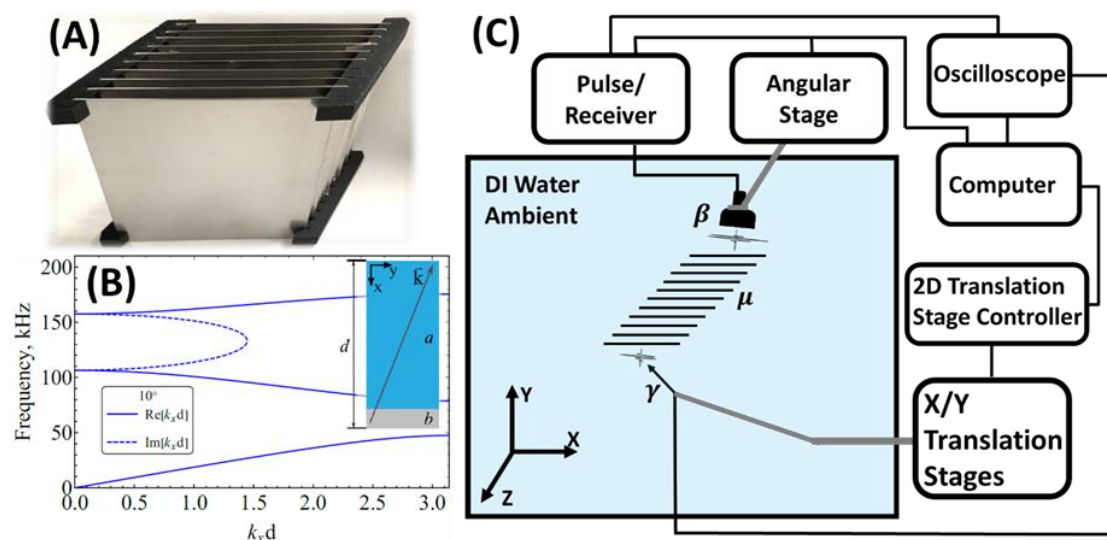 (A)
(B)
Frequency, kHz
200
150
100
50
0
0.0
0.5
1.0
1.5
2.0
2.5
3.0
kₓd
10°
Re[kₓd]
Im[kₓd]
y
x
k̄
d
a
b
(C)
Pulse/
Receiver
Angular
Stage
Oscilloscope
Computer
2D Translation
Stage Controller
X/Y
Translation
Stages
DI Water
Ambient
β
μ
γ
Y
X
Z